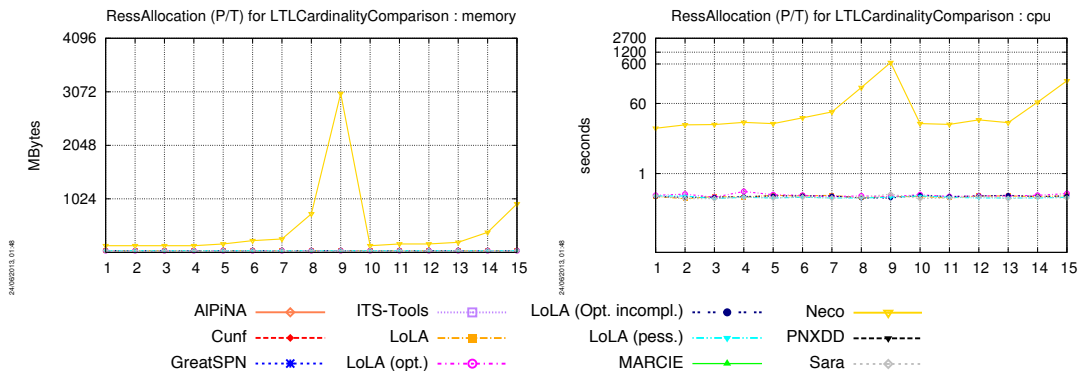 RessAllocation (P/T) for LTLCardinalityComparison : memory
4096
3072
2048
1024
MBytes
1 2 3 4 5 6 7 8 9 10 11 12 13 14 15
24/06/2013, 01:48
RessAllocation (P/T) for LTLCardinalityComparison : cpu
2700
1200
600
60
1
seconds
1 2 3 4 5 6 7 8 9 10 11 12 13 14 15
24/06/2013, 01:48
AlPiNA ITS-Tools LoLA (Opt. incompl.) Neco
Cunf LoLA LoLA (pess.) PNXDD
GreatSPN LoLA (opt.) MARCIE Sara